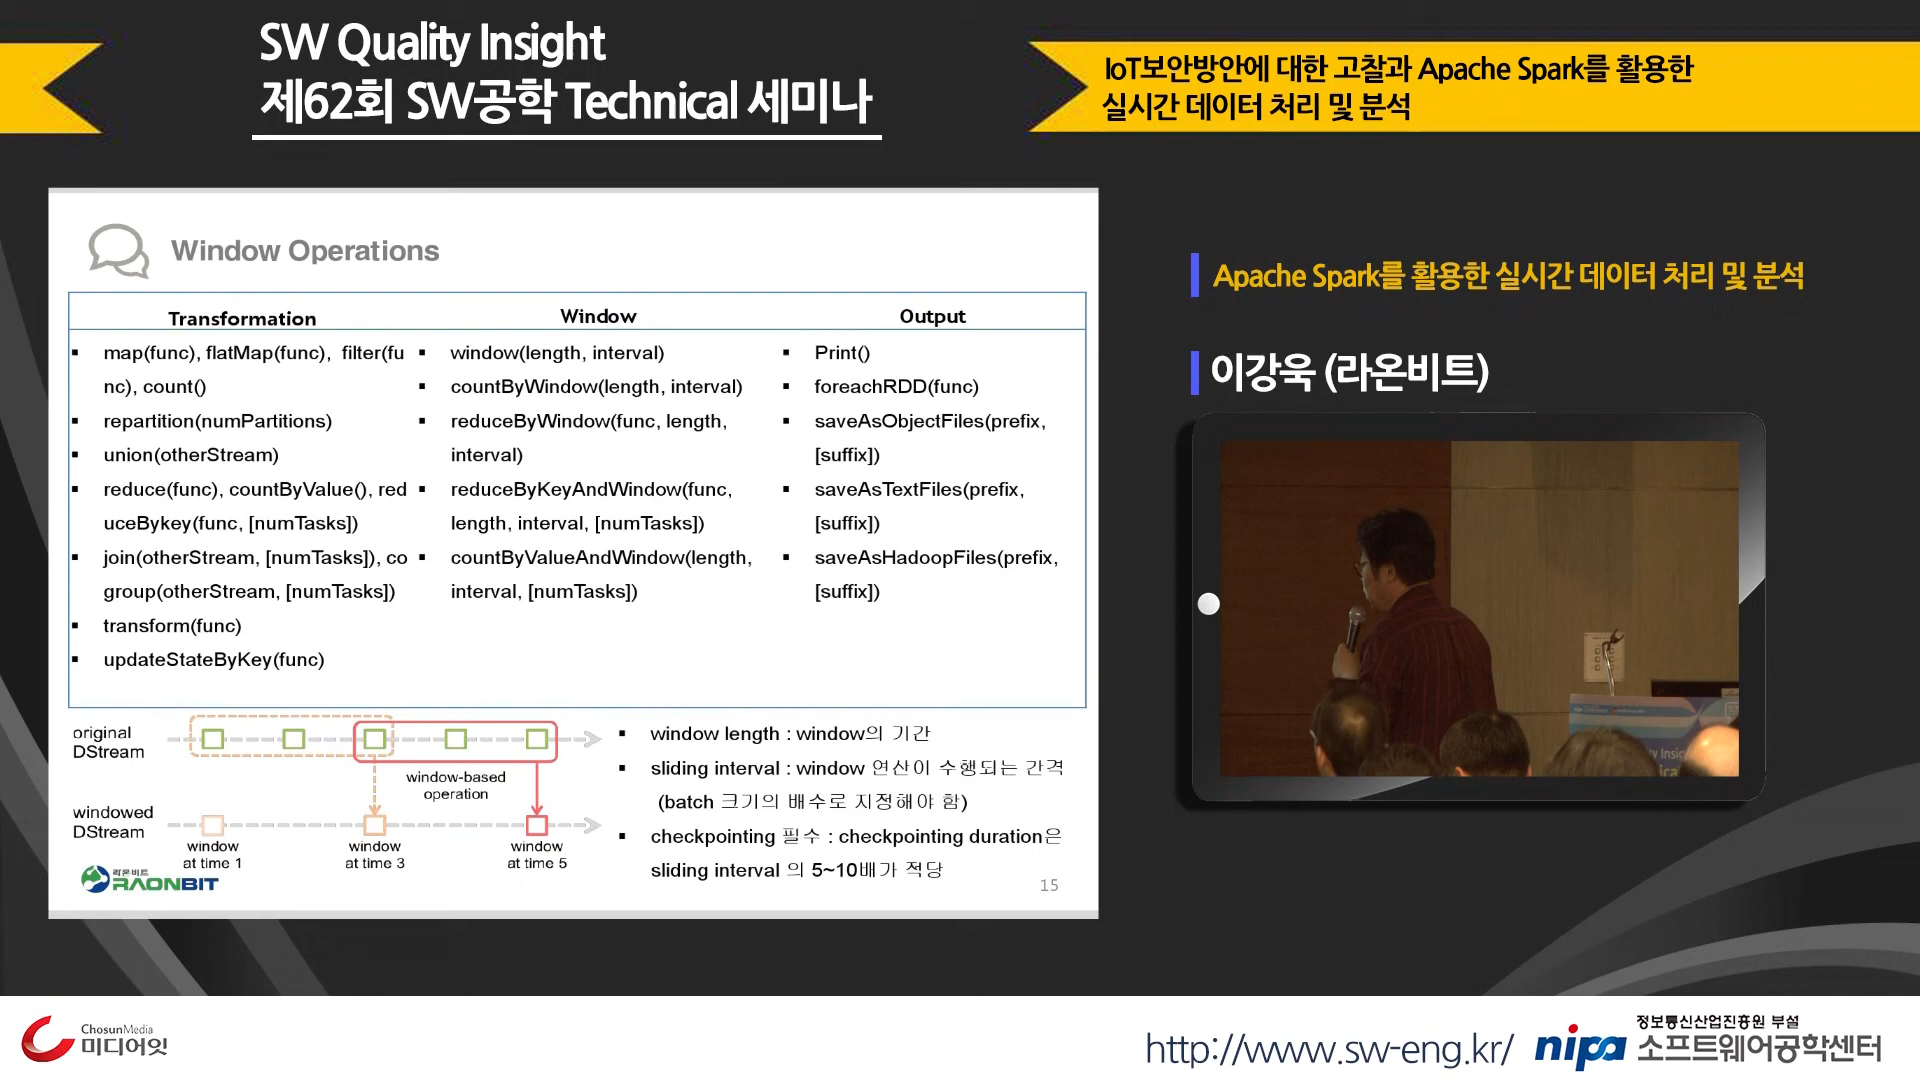 SW Quality Insight
제62회 SW공학 Technical 세미나
IoT보안방안에 대한 고찰과 Apache Spark를 활용한
실시간 데이터 처리 및 분석
Window Operations
Transformation
▪ map(func), flatMap(func), filter(fu
nc), count()
▪ repartition(numPartitions)
▪ union(otherStream)
▪ reduce(func), countByValue(), red
uceBykey(func, [numTasks])
▪ join(otherStream, [numTasks]), co
group(otherStream, [numTasks])
▪ transform(func)
▪ updateStateByKey(func)
Window
▪ window(length, interval)
▪ countByWindow(length, interval)
▪ reduceByWindow(func, length,
interval)
▪ reduceByKeyAndWindow(func,
length, interval, [numTasks])
▪ countByValueAndWindow(length,
interval, [numTasks])
Output
▪ Print()
▪ foreachRDD(func)
▪ saveAsObjectFiles(prefix,
[suffix])
▪ saveAsTextFiles(prefix,
[suffix])
▪ saveAsHadoopFiles(prefix,
[suffix])
original
DStream
window-based
operation
windowed
DStream
window
at time 1
window
at time 3
window
at time 5
▪ window length : window의 기간
▪ sliding interval : window 연산이 수행되는 간격
(batch 크기의 배수로 지정해야 함)
▪ checkpointing 필수 : checkpointing duration은
sliding interval 의 5~10배가 적당
라온비트
RAONBIT
15
Apache Spark를 활용한 실시간 데이터 처리 및 분석
이강욱 (라온비트)
ChosunMedia
미디어잇
http://www.sw-eng.kr/
nipa
정보통신산업진흥원 부설
소프트웨어공학센터